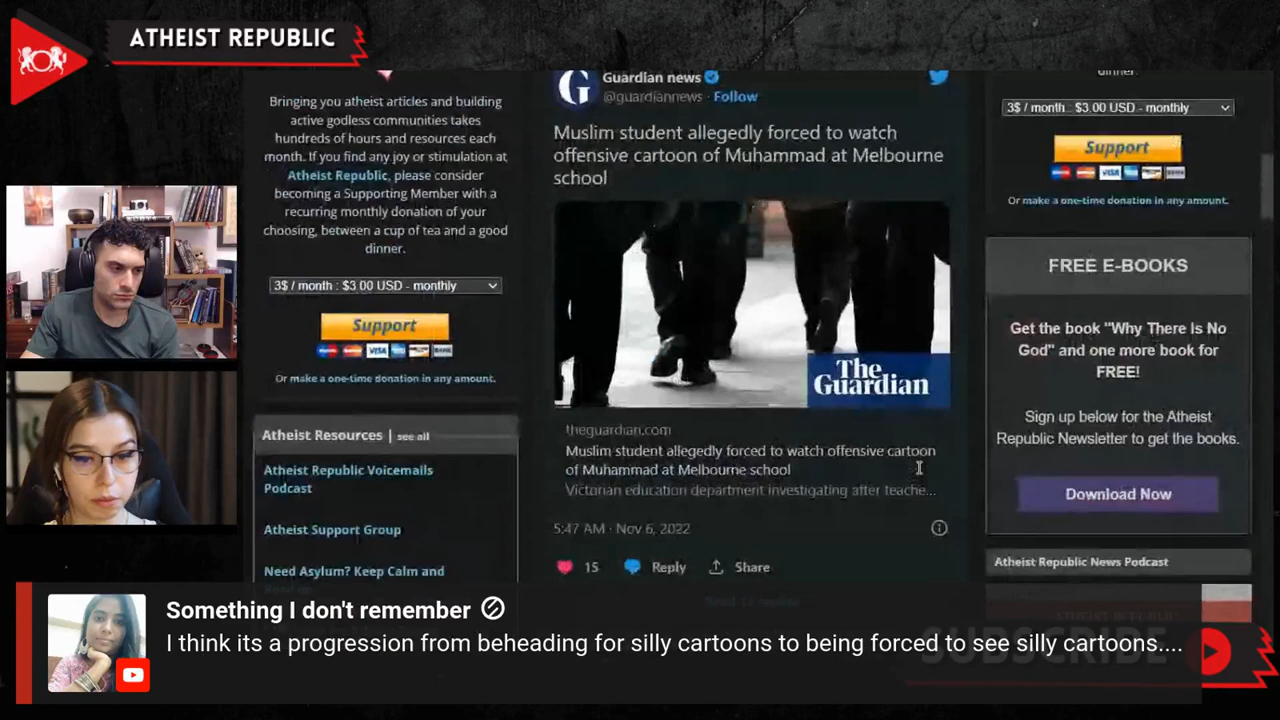 ATHEIST REPUBLIC
Bringing you atheist articles and building
active godless communities takes
hundreds of hours and resources each
month. If you find any joy or stimulation at
Atheist Republic, please consider
becoming a Supporting Member with a
recurring monthly donation of your
choosing, between a cup of tea and a good
dinner.
3$ / month : $3.00 USD - monthly
Support
VISA
Or make a one-time donation in any amount.
Atheist Resources | see all
Atheist Republic Voicemails
Podcast
Atheist Support Group
Need Asylum? Keep Calm and
G
Guardian news
@guardiannews · Follow
Muslim student allegedly forced to watch
offensive cartoon of Muhammad at Melbourne
school
The
Guardian
theguardian.com
Muslim student allegedly forced to watch offensive cartoon
of Muhammad at Melbourne school
Victorian education department investigating after teache...
5:47 AM · Nov 6, 2022
15 Reply Share
dinner.
3$ / month : $3.00 USD - monthly
Support
VISA
Or make a one-time donation in any amount.
FREE E-BOOKS
Get the book "Why There Is No
God" and one more book for
FREE!
Sign up below for the Atheist
Republic Newsletter to get the books.
Download Now
Atheist Republic News Podcast
SUBSCRIBE
Something I don't remember
I think its a progression from beheading for silly cartoons to being forced to see silly cartoons....